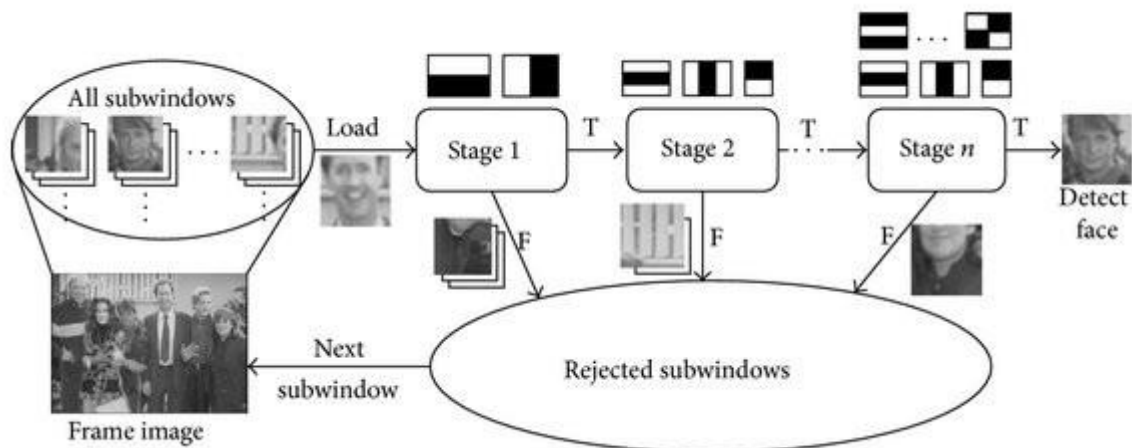 All subwindows
. . .
Load
Stage 1
T
Stage 2
T
. . .
Stage n
T
Detect
face
F
F
F
Next
subwindow
Rejected subwindows
Frame image